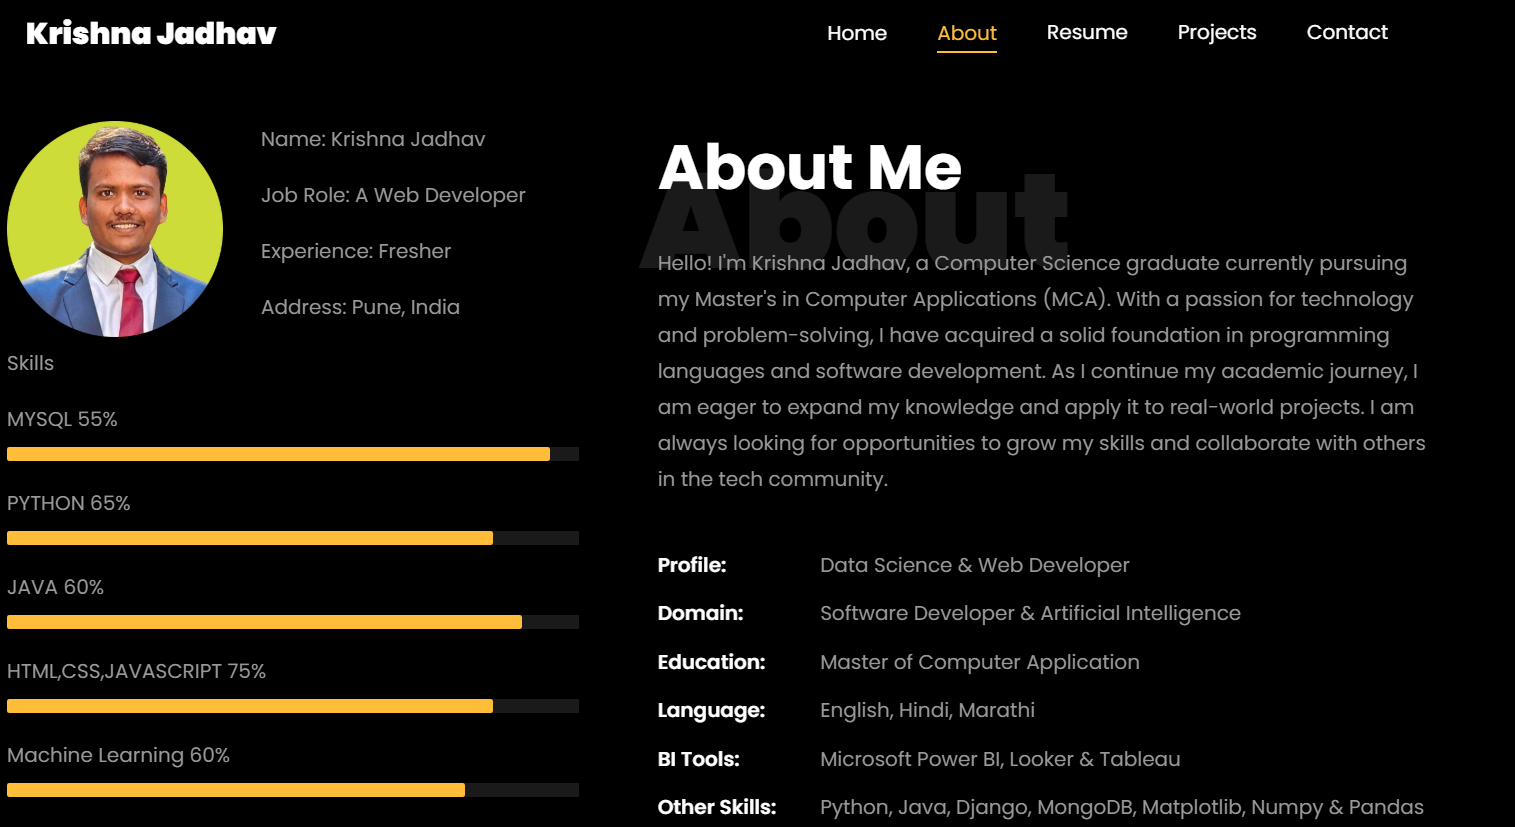 Krishna Jadhav
Home About Resume Projects Contact
Name: Krishna Jadhav
Job Role: A Web Developer
Experience: Fresher
Address: Pune, India
Skills
MYSQL 55%
PYTHON 65%
JAVA 60%
HTML,CSS,JAVASCRIPT 75%
Machine Learning 60%
About
About Me
Hello! I'm Krishna Jadhav, a Computer Science graduate currently pursuing
my Master's in Computer Applications (MCA). With a passion for technology
and problem-solving, I have acquired a solid foundation in programming
languages and software development. As I continue my academic journey, I
am eager to expand my knowledge and apply it to real-world projects. I am
always looking for opportunities to grow my skills and collaborate with others
in the tech community.
Profile: Data Science & Web Developer
Domain: Software Developer & Artificial Intelligence
Education: Master of Computer Application
Language: English, Hindi, Marathi
BI Tools: Microsoft Power BI, Looker & Tableau
Other Skills: Python, Java, Django, MongoDB, Matplotlib, Numpy & Pandas